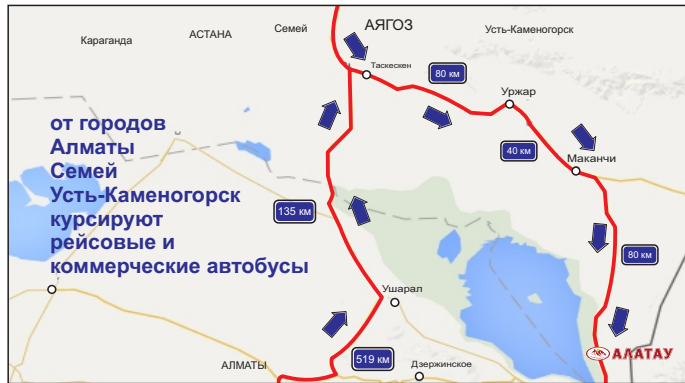 АЯГОЗ
Караганда
АСТАНА
Семей
Усть-Каменогорск
Таскескен
80 км
Уржар
от городов
Алматы
Семей
Усть-Каменогорск
курсируют
рейсовые и
коммерческие автобусы
40 км
Маканчи
135 км
80 км
Ушарал
519 км
АЛМАТЫ
Дзержинское
АЛАТАУ